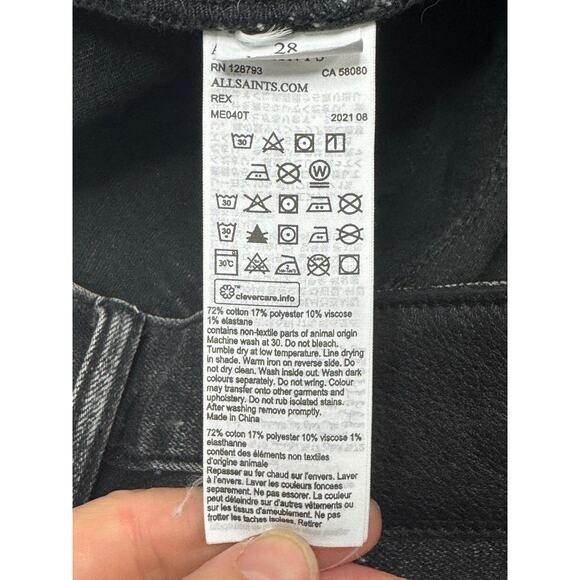 28
RN 128793 CA 58080
ALLSAINTS.COM
REX
ME040T 2021 08
30
W
30
30
30°C
clevercare.info
72% cotton 17% polyester 10% viscose
1% elastane
contains non-textile parts of animal origin
Machine wash at 30. Do not bleach.
Tumble dry at low temperature. Line drying
in shade. Warm iron on reverse side. Do
not dry clean. Wash inside out. Wash dark
colours separately. Do not wring. Colour
may transfer onto other garments and
upholstery. Do not rub isolated stains.
After washing remove promptly.
Made in China
72% coton 17% polyester 10% viscose 1%
elasthanne
contient des éléments non textiles
d'origine animale
Repasser au fer chaud sur l'envers. Laver
à l'envers. Laver les couleurs foncées
separement. Ne pas essorer. La couleur
peut déteindre sur d'autres vêtements ou
sur les tissus d'ameublement. Ne pas
frotter les taches isolees. Retirer